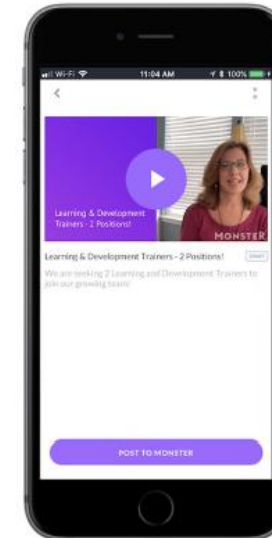 Wi-Fi 11:04 AM 100%
Learning & Development
Trainers - 2 Positions!
MONSTER
Learning & Development Trainers - 2 Positions!
We are seeking 2 Learning and Development Trainers to
join our growing team!
POST TO MONSTER